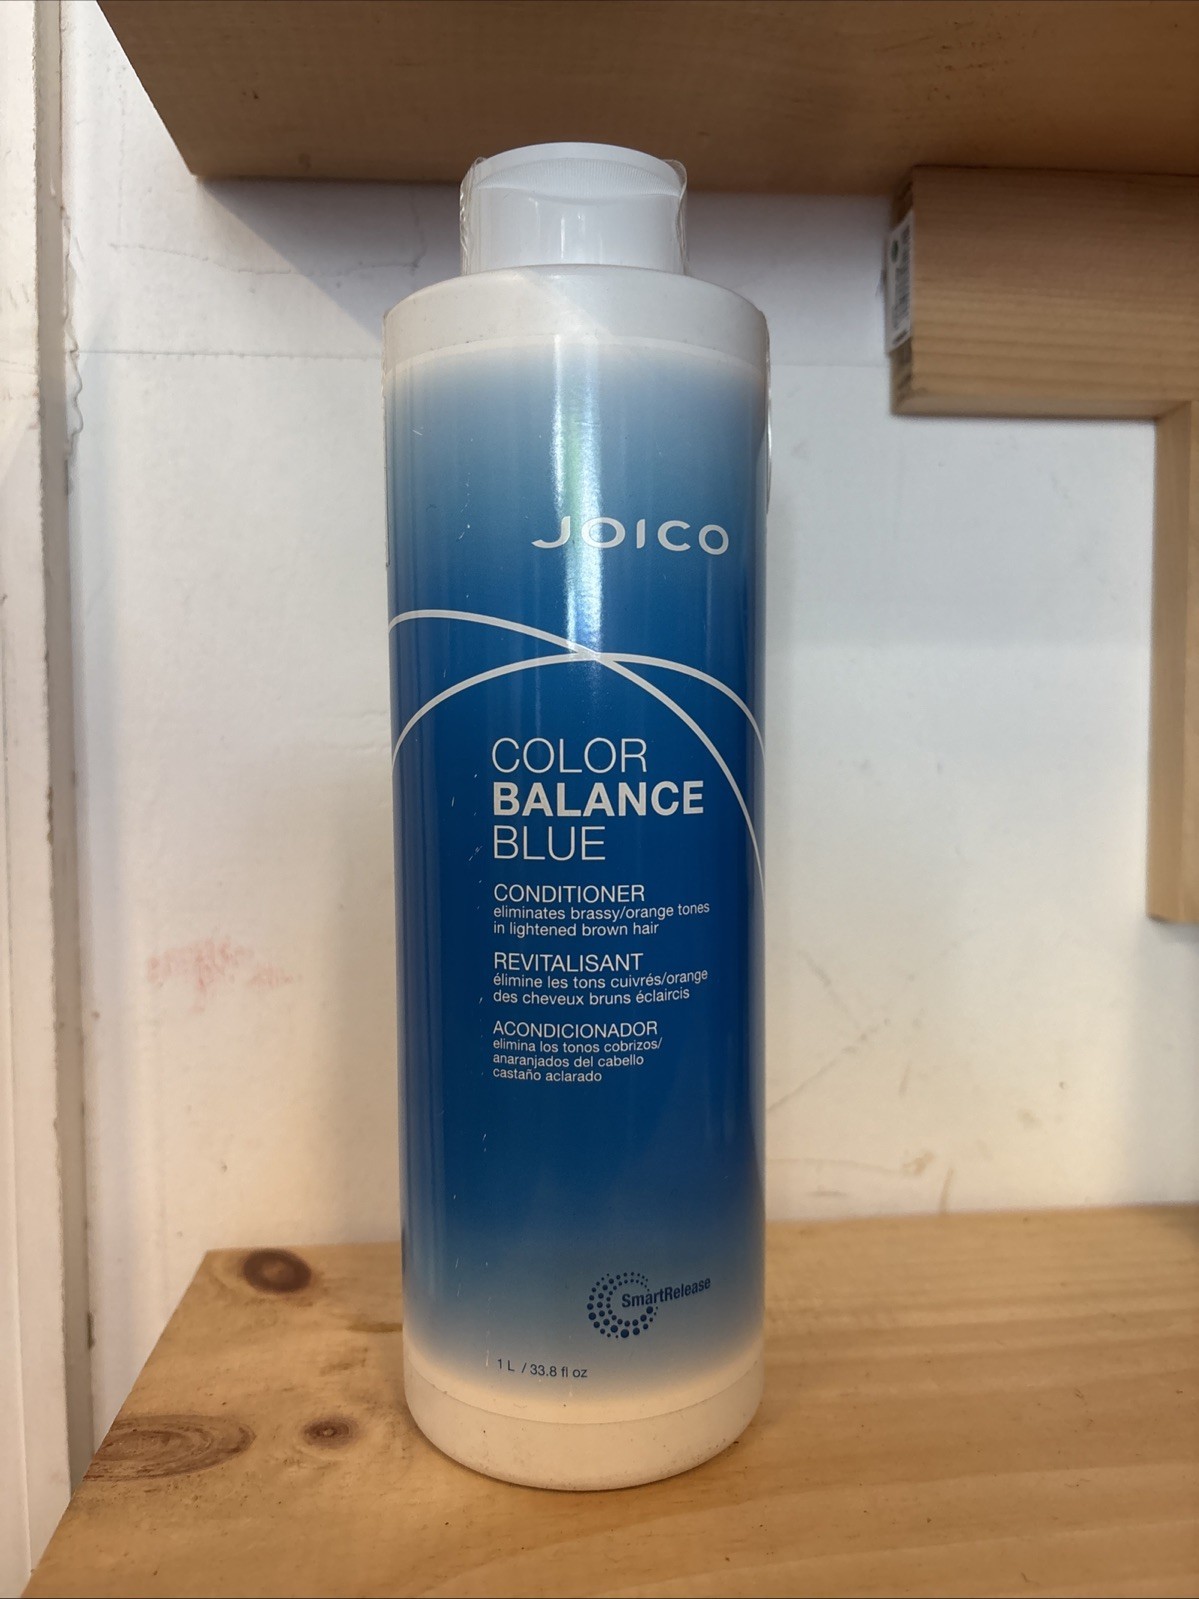 JOICO
COLOR
BALANCE
BLUE
CONDITIONER
eliminates brassy/orange tones
in lightened brown hair
REVITALISANT
élimine les tons cuivrés/orange
des cheveux bruns éclaircis
ACONDICIONADOR
elimina los tonos cobrizos/
anaranjados del cabello
castaño aclarado
SmartRelease
1 L / 33.8 fl oz